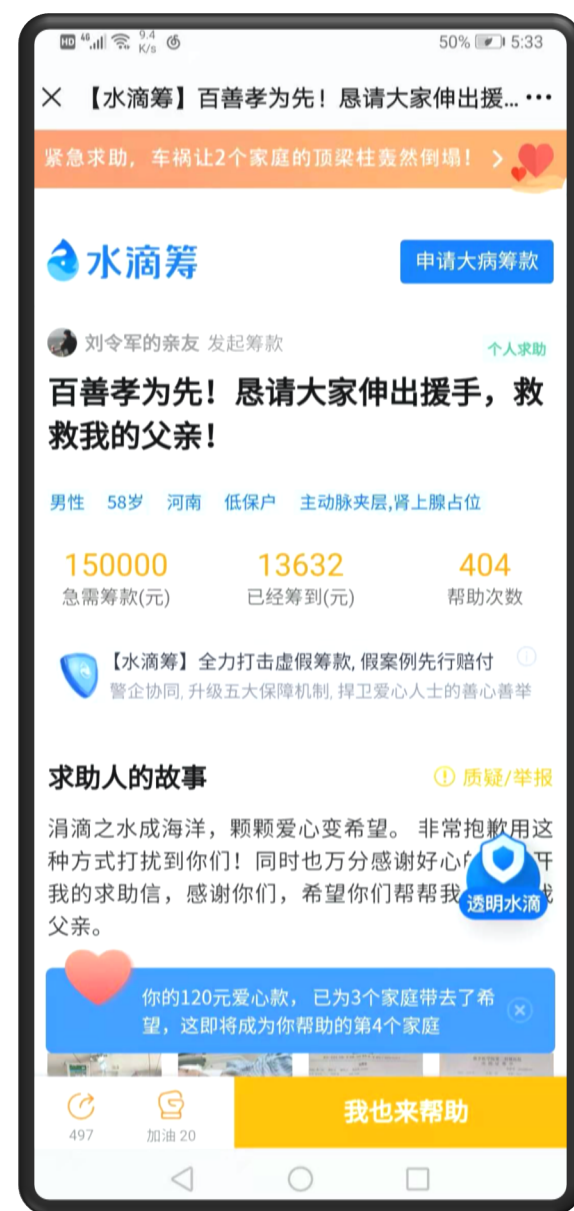 HD 46 9.4 K/s 50% 5:33
【水滴筹】百善孝为先！恳请大家伸出援...
紧急求助，车祸让2个家庭的顶梁柱轰然倒塌！
水滴筹 申请大病筹款
刘令军的亲友 发起筹款 个人求助
百善孝为先！恳请大家伸出援手，救
救我的父亲！
男性 58岁 河南 低保户 主动脉夹层,肾上腺占位
150000 13632 404
急需筹款(元) 已经筹到(元) 帮助次数
【水滴筹】全力打击虚假筹款, 假案例先行赔付
警企协同, 升级五大保障机制, 捍卫爱心人士的善心善举
求助人的故事 质疑/举报
涓滴之水成海洋，颗颗爱心变希望。 非常抱歉用这
种方式打扰到你们！同时也万分感谢好心的 开
我的求助信，感谢你们，希望你们帮帮我
透明水滴
父亲。
你的120元爱心款， 已为3个家庭带去了希
望，这即将成为你帮助的第4个家庭
497 加油 20 我也来帮助